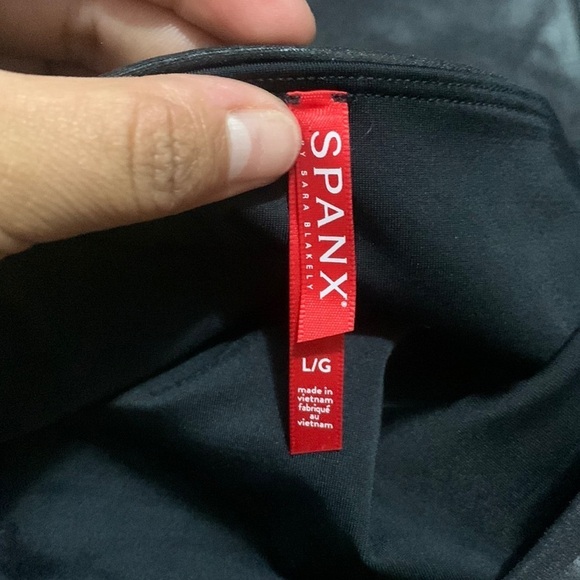 SPANX®
BY SARA BLAKELY
L/G
made in
vietnam
fabriqué
au
vietnam